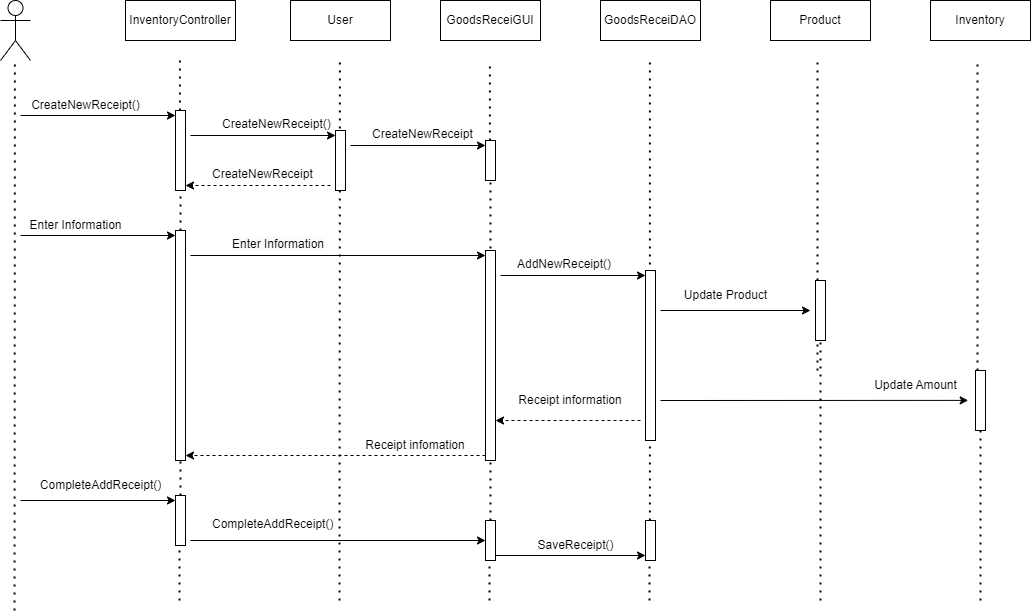 InventoryController
User
GoodsReceiGUI
GoodsReceiDAO
Product
Inventory
CreateNewReceipt()
CreateNewReceipt()
CreateNewReceipt
CreateNewReceipt
Enter Information
Enter Information
AddNewReceipt()
Update Product
Update Amount
Receipt information
Receipt infomation
CompleteAddReceipt()
CompleteAddReceipt()
SaveReceipt()